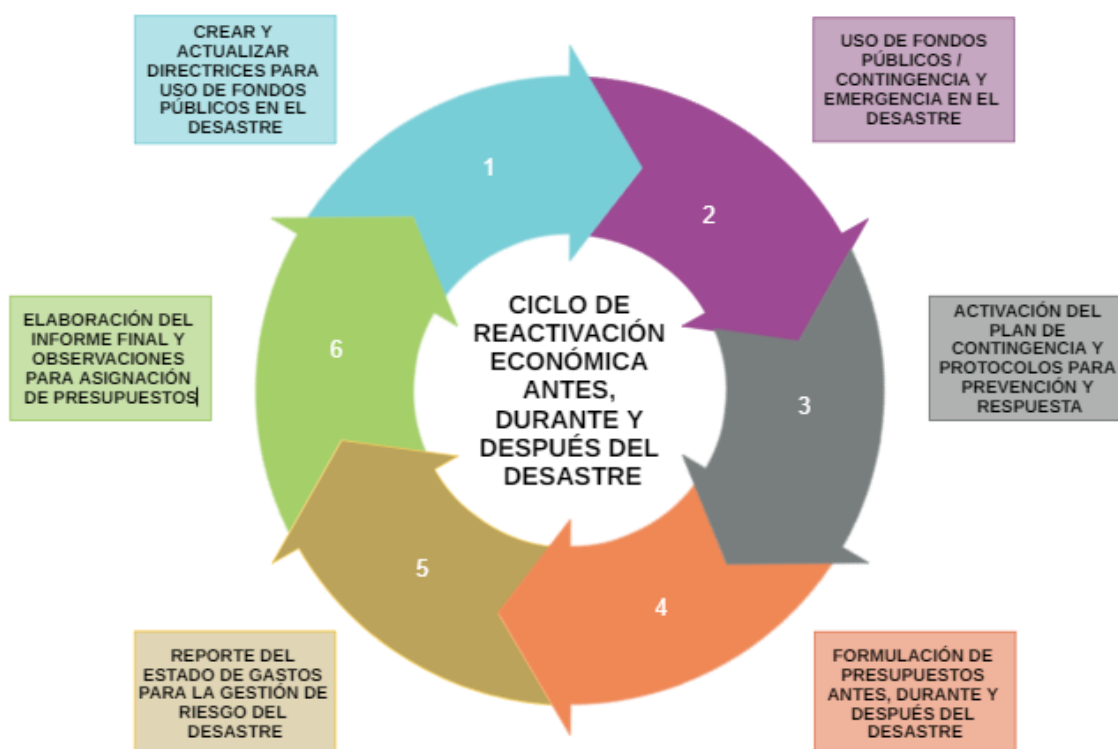 CREAR Y
ACTUALIZAR
DIRECTRICES PARA
USO DE FONDOS
PÚBLICOS EN EL
DESASTRE
USO DE FONDOS
PÚBLICOS /
CONTINGENCIA Y
EMERGENCIA EN EL
DESASTRE
1
2
CICLO DE
REACTIVACIÓN
ECONÓMICA
ANTES,
DURANTE Y
DESPUÉS DEL
DESASTRE
ELABORACIÓN DEL
INFORME FINAL Y
OBSERVACIONES
PARA ASIGNACIÓN
DE PRESUPUESTOS
6
ACTIVACIÓN DEL
PLAN DE
CONTINGENCIA Y
PROTOCOLOS PARA
PREVENCIÓN Y
RESPUESTA
3
5
4
REPORTE DEL
ESTADO DE GASTOS
PARA LA GESTIÓN DE
RIESGO DEL
DESASTRE
FORMULACIÓN DE
PRESUPUESTOS
ANTES, DURANTE Y
DESPUÉS DEL
DESASTRE